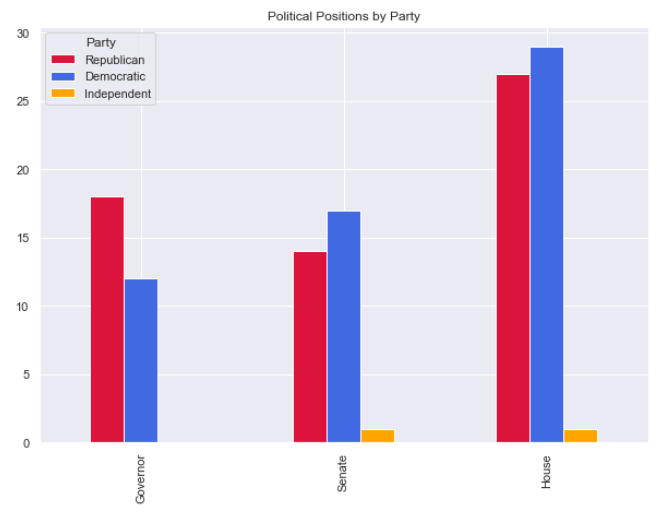 Political Positions by Party
Party
Republican
Democratic
Independent
30
25
20
15
10
5
0
Governor
Senate
House